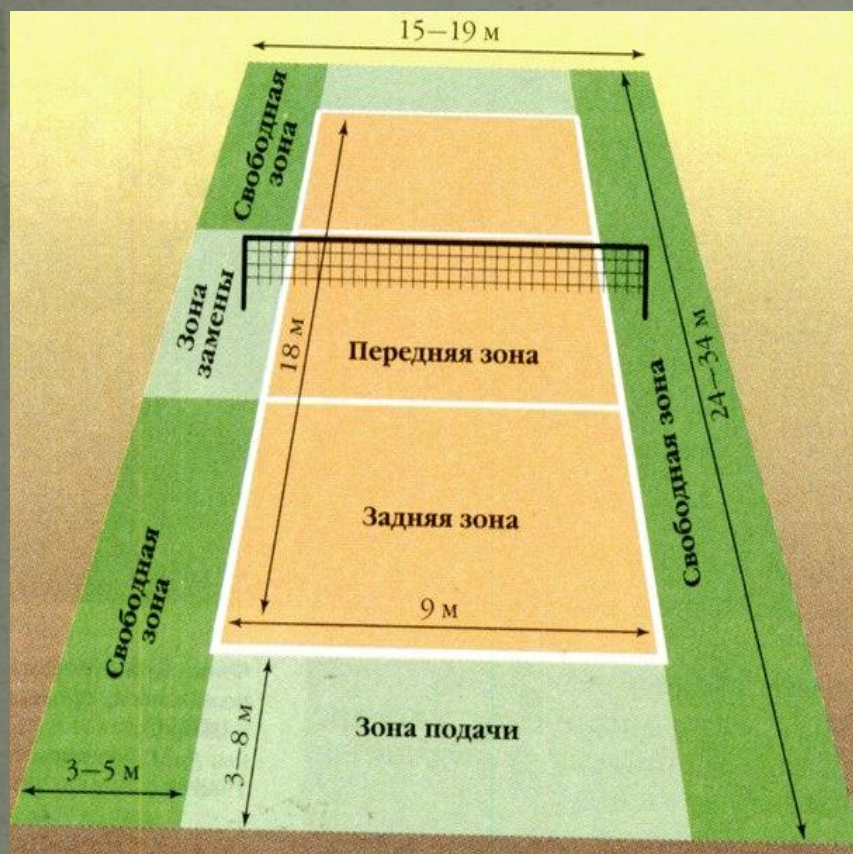 15–19 м
Свободная
зона
Зона
замены
18 м
Передняя зона
24–34 м
Свободная зона
Задняя зона
Свободная
зона
9 м
Зона подачи
3–8 м
3–5 м